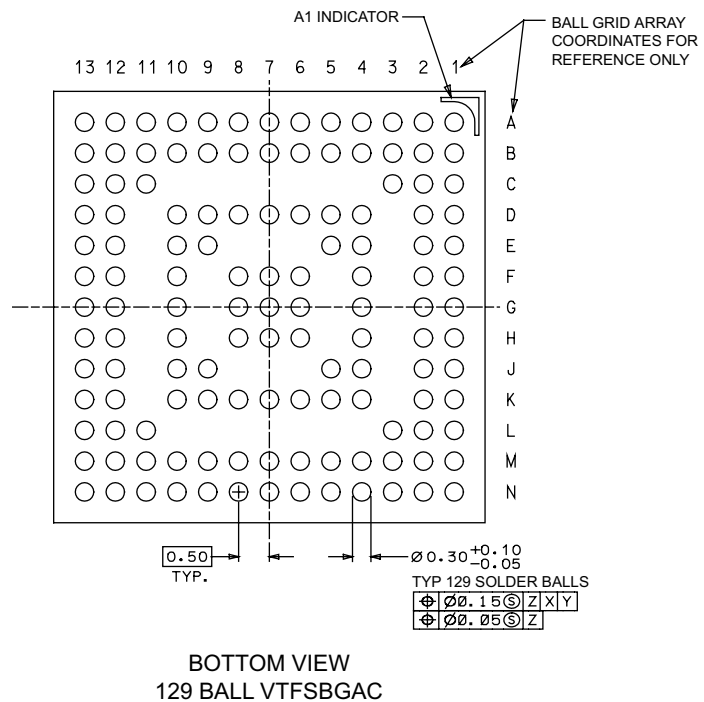 A1 INDICATOR
BALL GRID ARRAY
COORDINATES FOR
REFERENCE ONLY
13 12 11 10 9 8 7 6 5 4 3 2 1
A
B
C
D
E
F
G
H
J
K
L
M
N
0.50
TYP.
Ø0.30 +0.10
-0.05
TYP 129 SOLDER BALLS
⌖ Ø0.15Ⓢ Z X Y
⌖ Ø0.05Ⓢ Z
BOTTOM VIEW
129 BALL VTFSBGAC